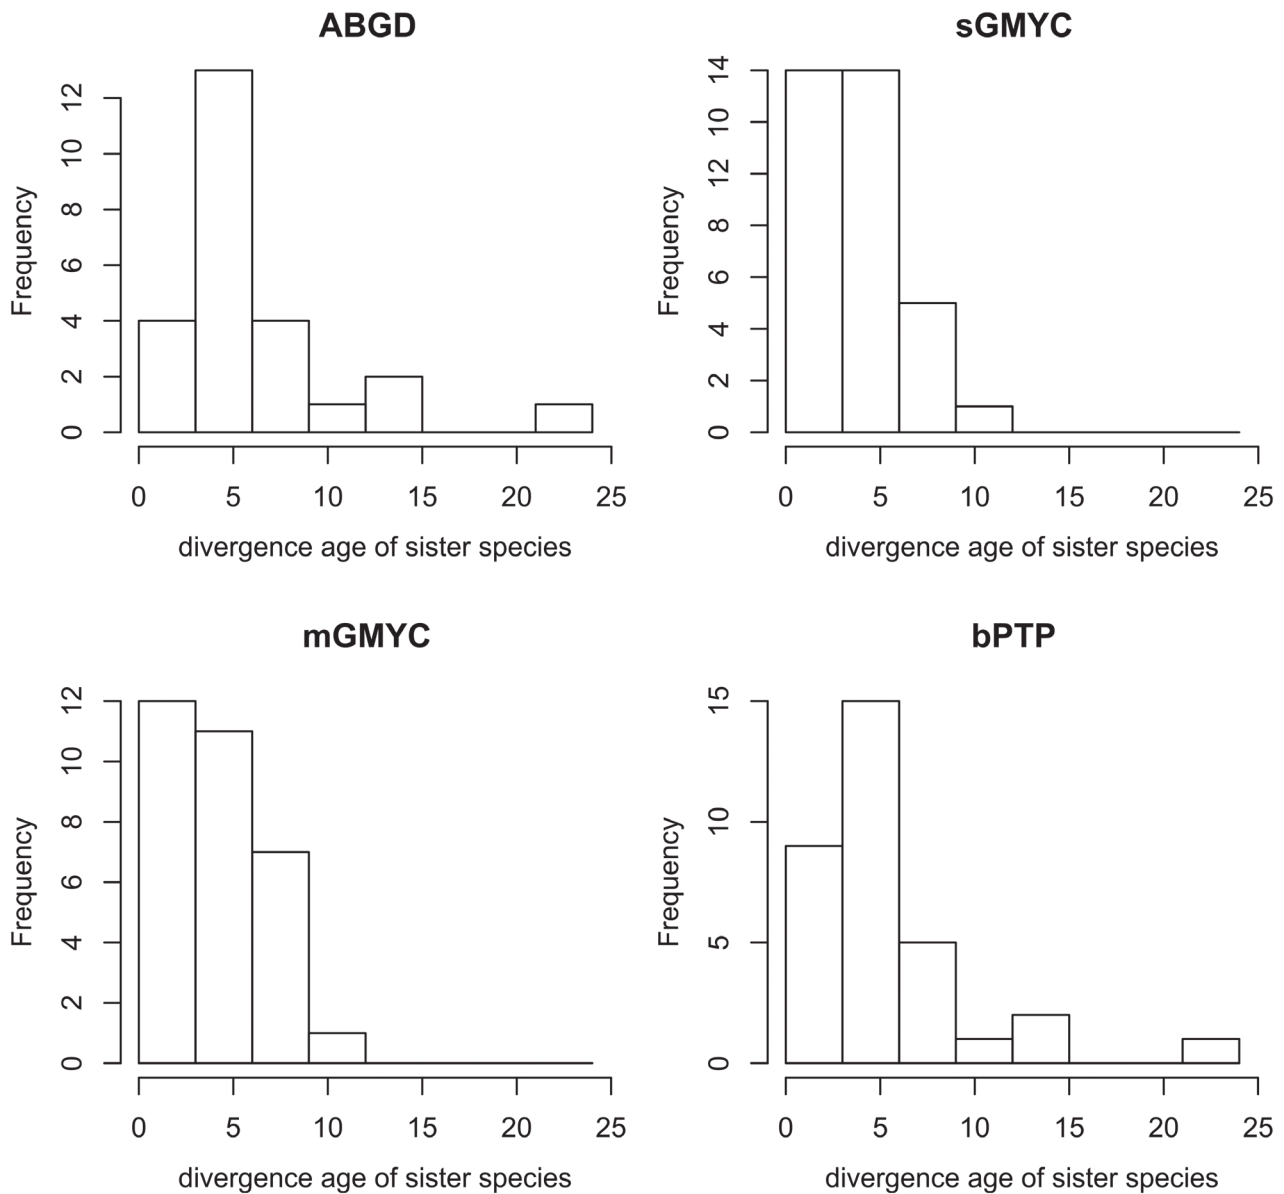 ABGD
Frequency
0 2 4 6 8 10 12
0 5 10 15 20 25
divergence age of sister species
sGMYC
Frequency
0 2 4 6 8 12 10 14
0 5 10 15 20 25
divergence age of sister species
mGMYC
Frequency
0 2 4 6 8 10 12
0 5 10 15 20 25
divergence age of sister species
bPTP
Frequency
0 5 10 15
0 5 10 15 20 25
divergence age of sister species